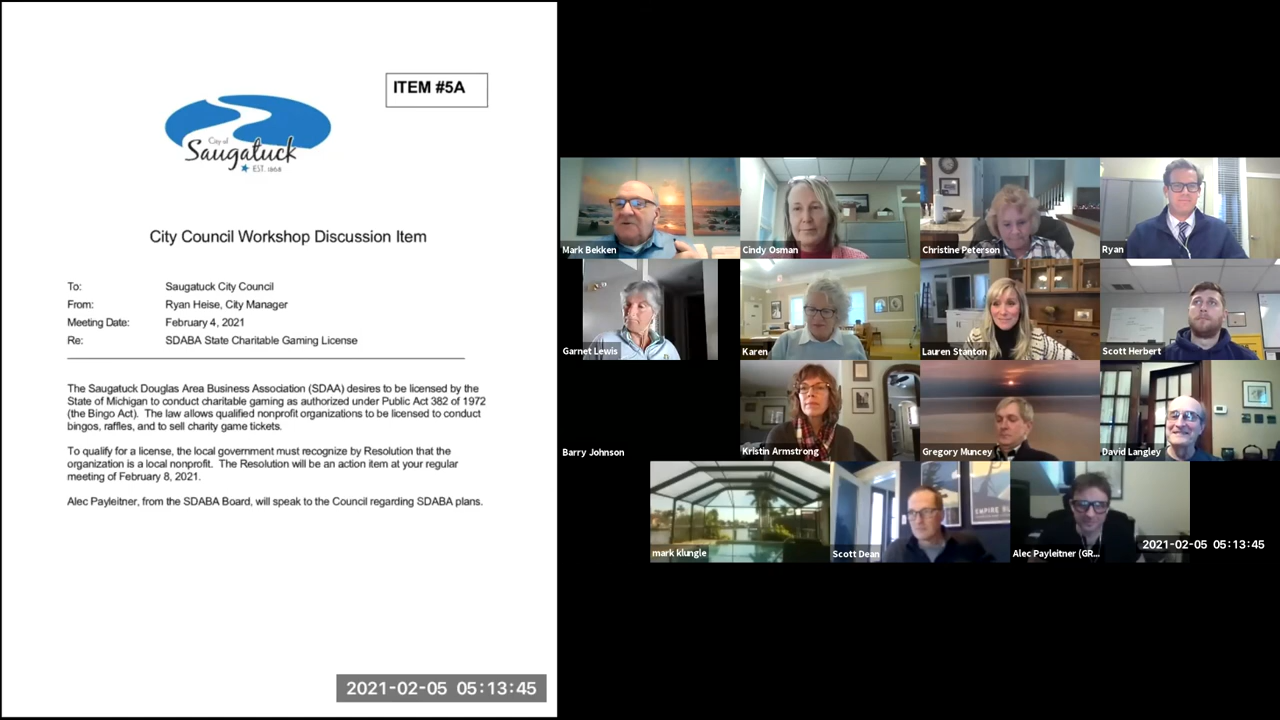 ITEM #5A
City of
Saugatuck
EST. 1868
City Council Workshop Discussion Item
To: Saugatuck City Council
From: Ryan Heise, City Manager
Meeting Date: February 4, 2021
Re: SDABA State Charitable Gaming License
The Saugatuck Douglas Area Business Association (SDAA) desires to be licensed by the
State of Michigan to conduct charitable gaming as authorized under Public Act 382 of 1972
(the Bingo Act). The law allows qualified nonprofit organizations to be licensed to conduct
bingos, raffles, and to sell charity game tickets.
To qualify for a license, the local government must recognize by Resolution that the
organization is a local nonprofit. The Resolution will be an action item at your regular
meeting of February 8, 2021.
Alec Payleitner, from the SDABA Board, will speak to the Council regarding SDABA plans.
2021-02-05 05:13:45
Mark Bekken
Cindy Osman
Christine Peterson
Ryan
Garnet Lewis
Karen
Lauren Stanton
Scott Herbert
Barry Johnson
Kristin Armstrong
Gregory Muncey
David Langley
mark klungle
Scott Dean
EMPIRE
Alec Payleitner (GR...
2021-02-05 05:13:45